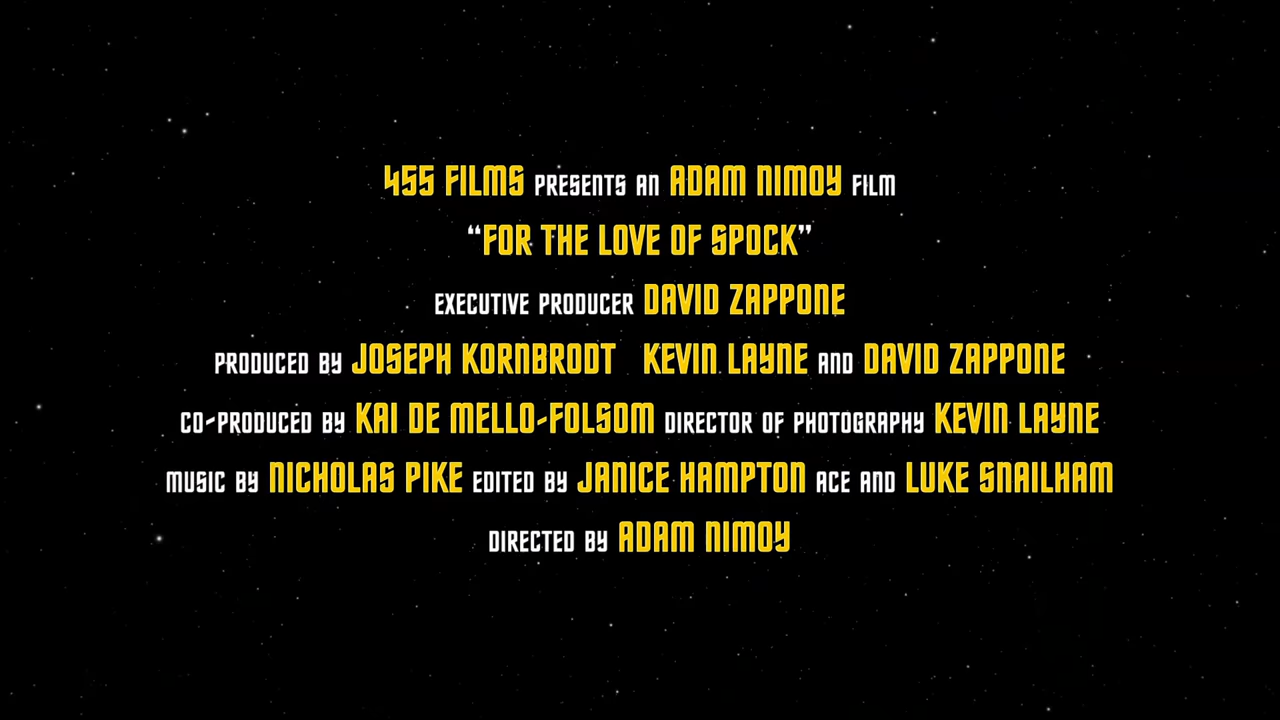 455 FILMS PRESENTS AN ADAM NIMOY FILM
“FOR THE LOVE OF SPOCK”
EXECUTIVE PRODUCER DAVID ZAPPONE
PRODUCED BY JOSEPH KORNBRODT KEVIN LAYNE AND DAVID ZAPPONE
CO-PRODUCED BY KAI DE MELLO-FOLSOM DIRECTOR OF PHOTOGRAPHY KEVIN LAYNE
MUSIC BY NICHOLAS PIKE EDITED BY JANICE HAMPTON ACE AND LUKE SNAILHAM
DIRECTED BY ADAM NIMOY